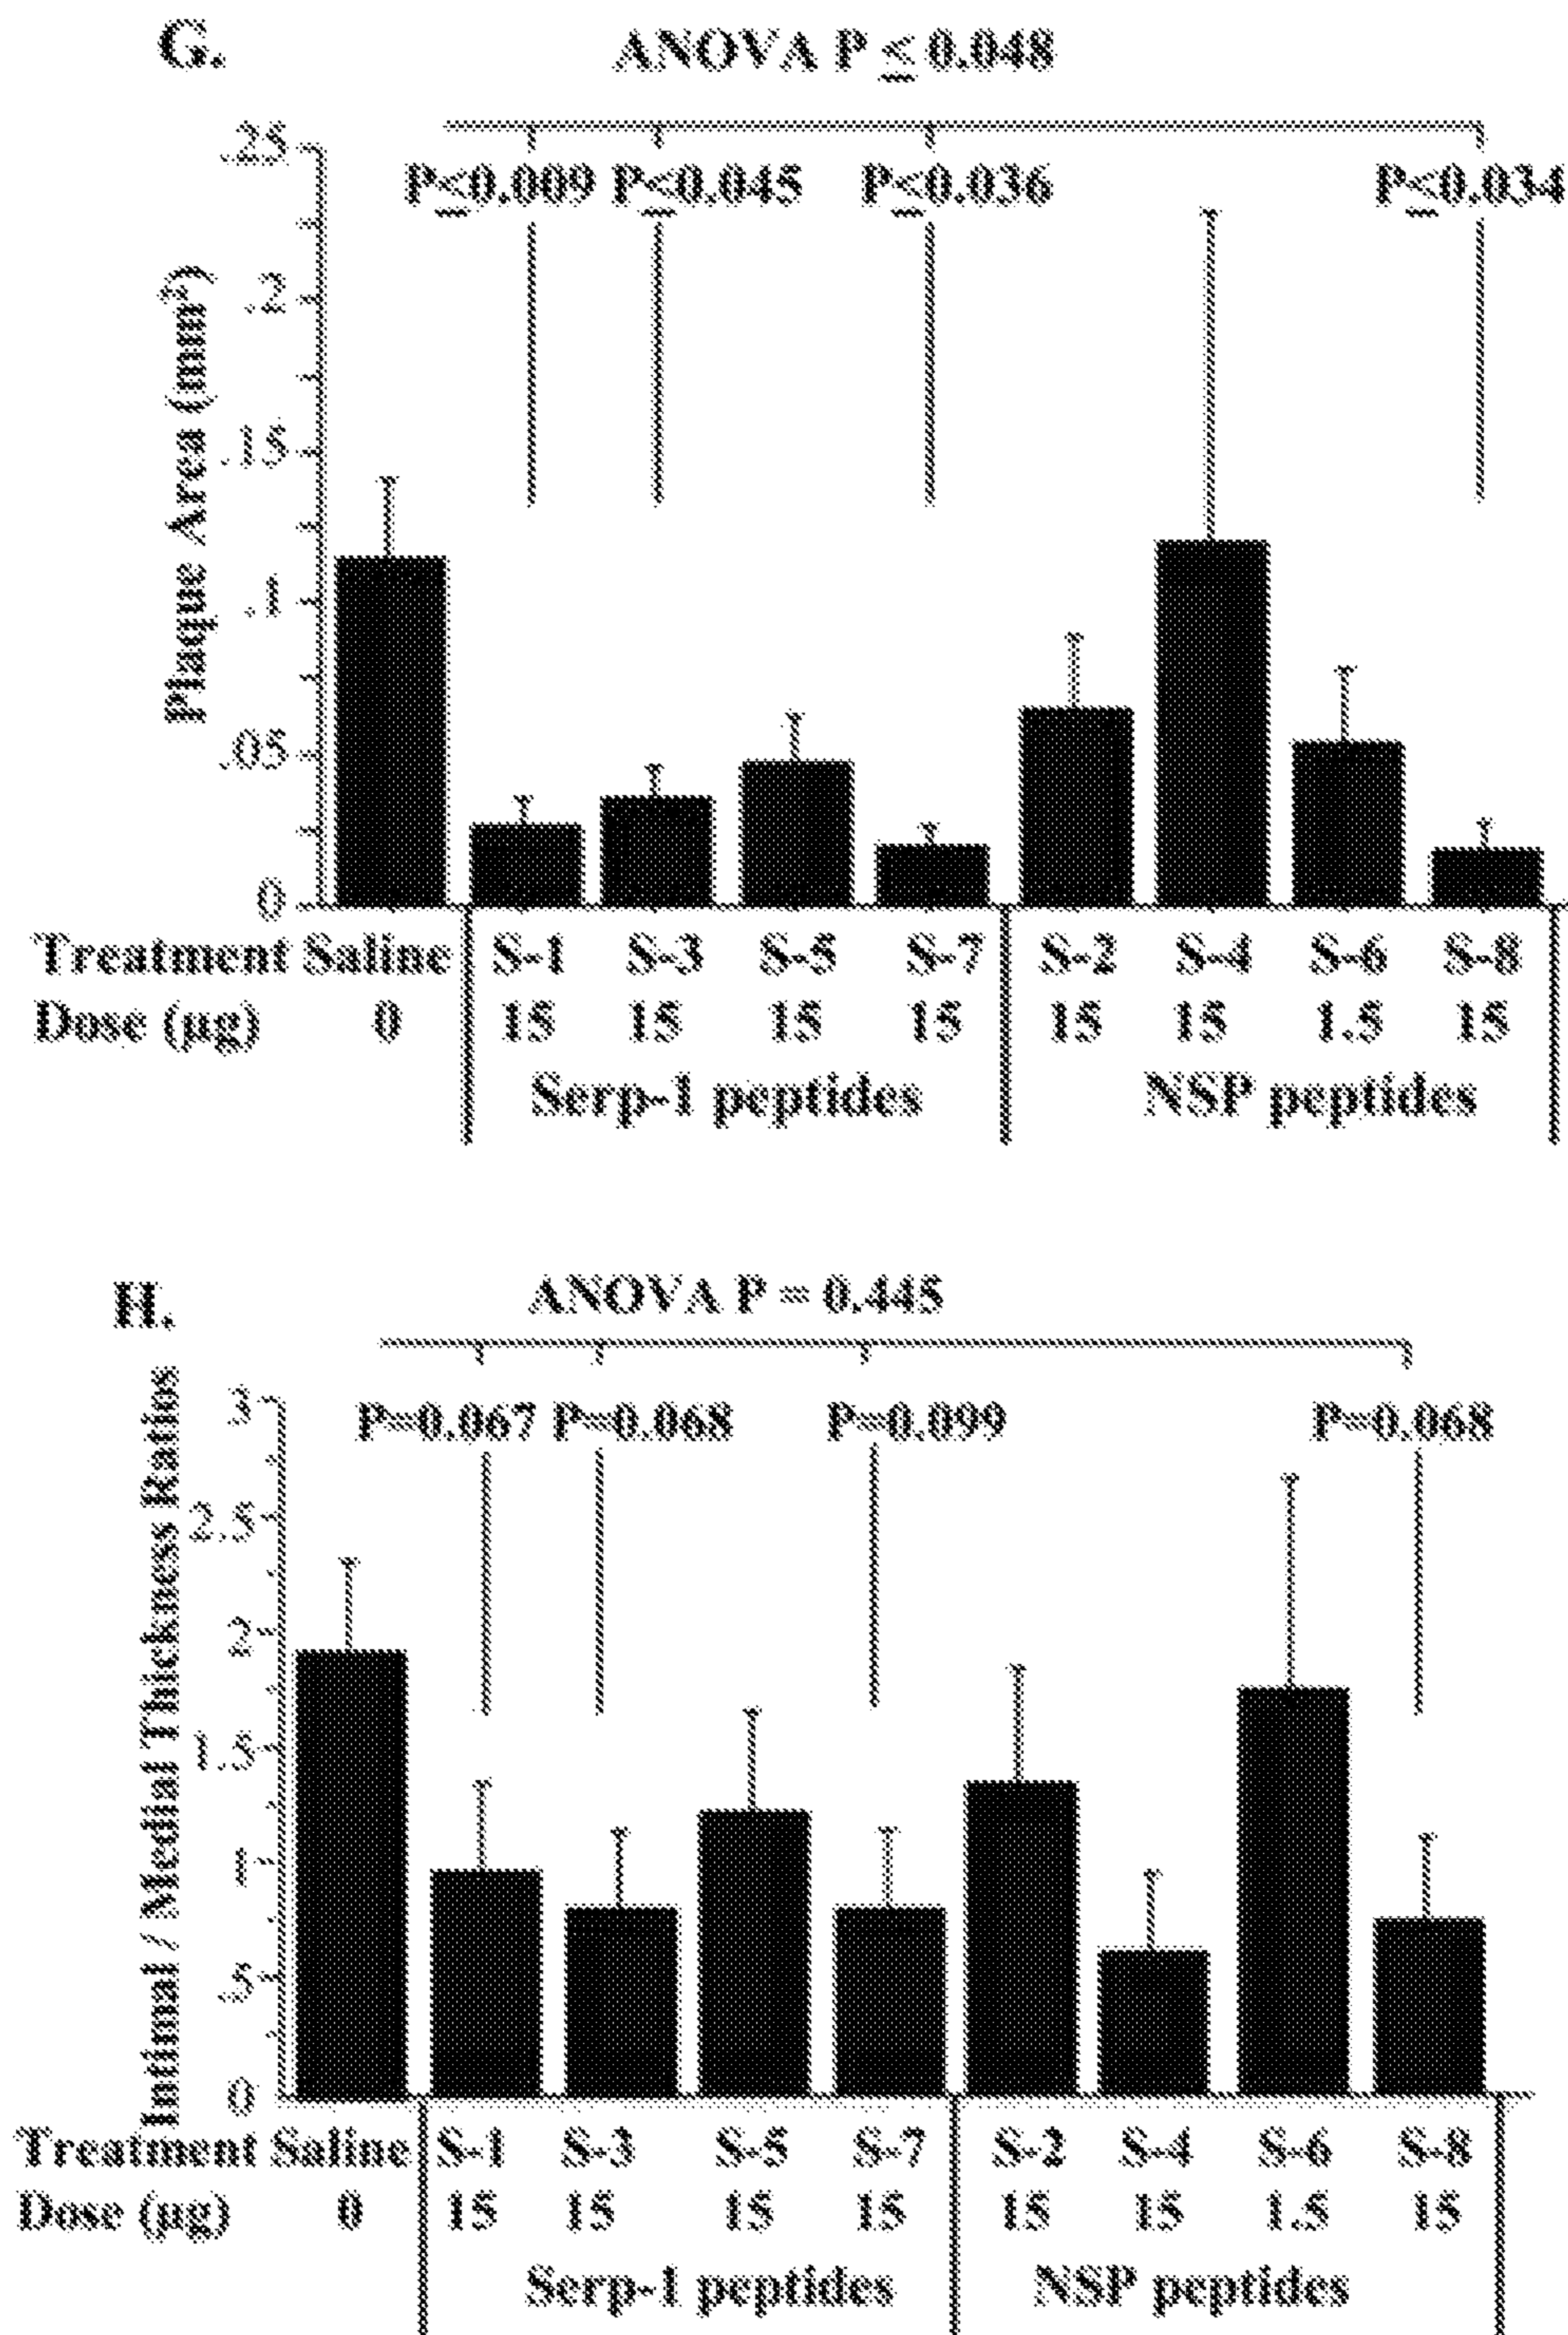 G.
ANOVA P ≤ 0.048
P≤0.009 P≤0.045 P≤0.036 P≤0.034
Plaque Area (mm²)
.25
.2
.15
.1
.05
0
Treatment Saline S-1 S-3 S-5 S-7 S-2 S-4 S-6 S-8
Dose (µg) 0 15 15 15 15 15 15 1.5 15
Serp-1 peptides NSP peptides
H.
ANOVA P = 0.445
P=0.067 P=0.068 P=0.099 P=0.068
Intimal / Medial Thickness Ratios
3
2.5
2
1.5
1
.5
0
Treatment Saline S-1 S-3 S-5 S-7 S-2 S-4 S-6 S-8
Dose (µg) 0 15 15 15 15 15 15 1.5 15
Serp-1 peptides NSP peptides